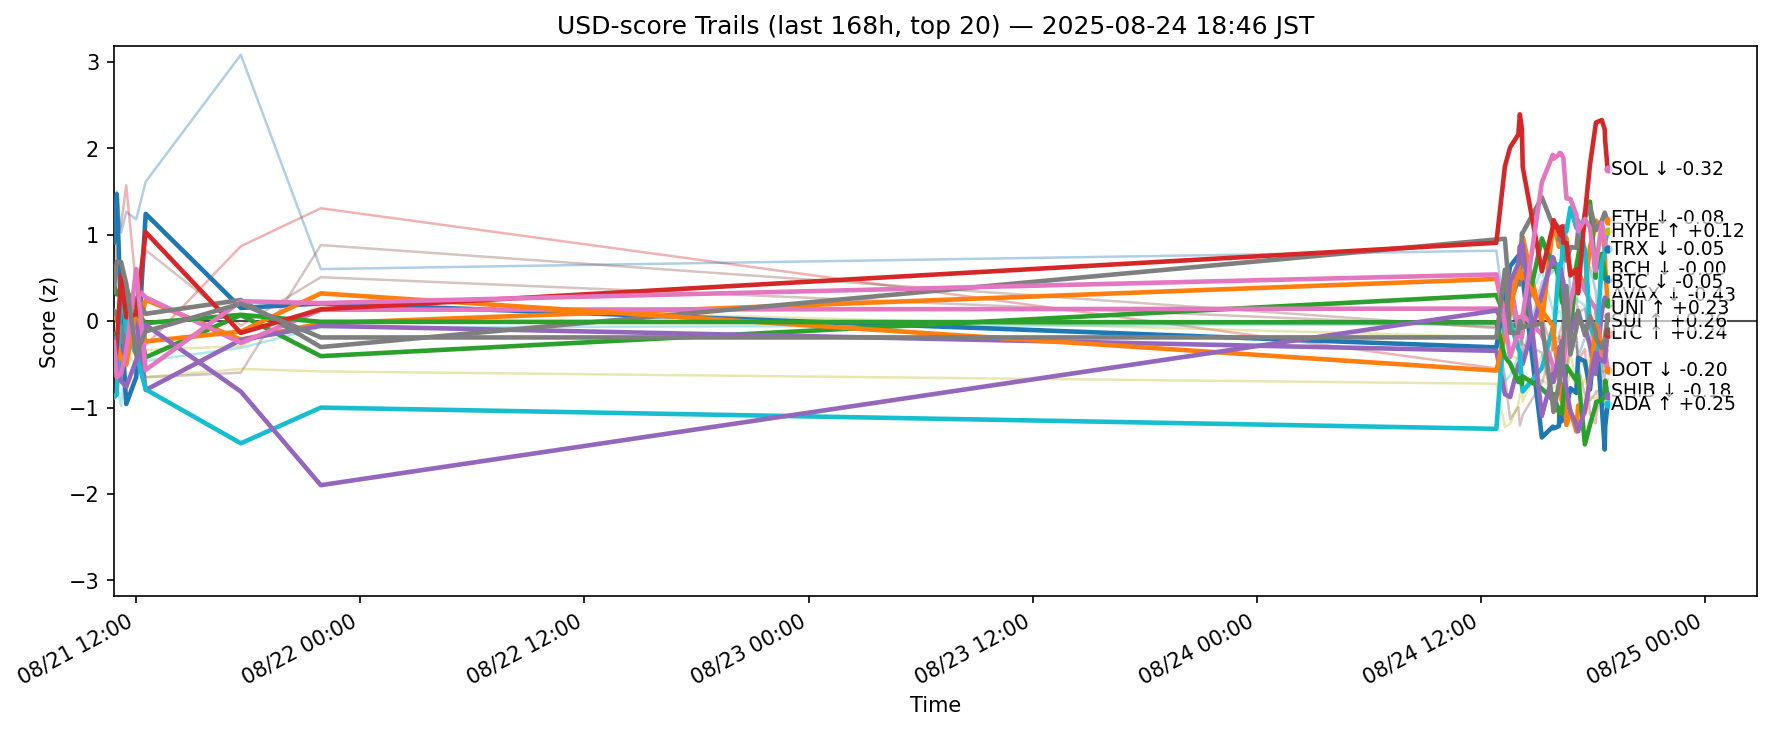 USD-score Trails (last 168h, top 20) — 2025-08-24 18:46 JST
Score (z)
3
2
1
0
−1
−2
−3
SOL ↓ -0.32
ETH ↓ -0.08
HYPE ↑ +0.12
TRX ↓ -0.05
BCH ↓ -0.00
BTC ↓ -0.05
AVAX ↓ -0.43
UNI ↑ +0.23
SUI ↑ +0.26
LTC ↑ +0.24
DOT ↓ -0.20
SHIB ↓ -0.18
ADA ↑ +0.25
08/21 12:00
08/22 00:00
08/22 12:00
08/23 00:00
08/23 12:00
08/24 00:00
08/24 12:00
08/25 00:00
Time